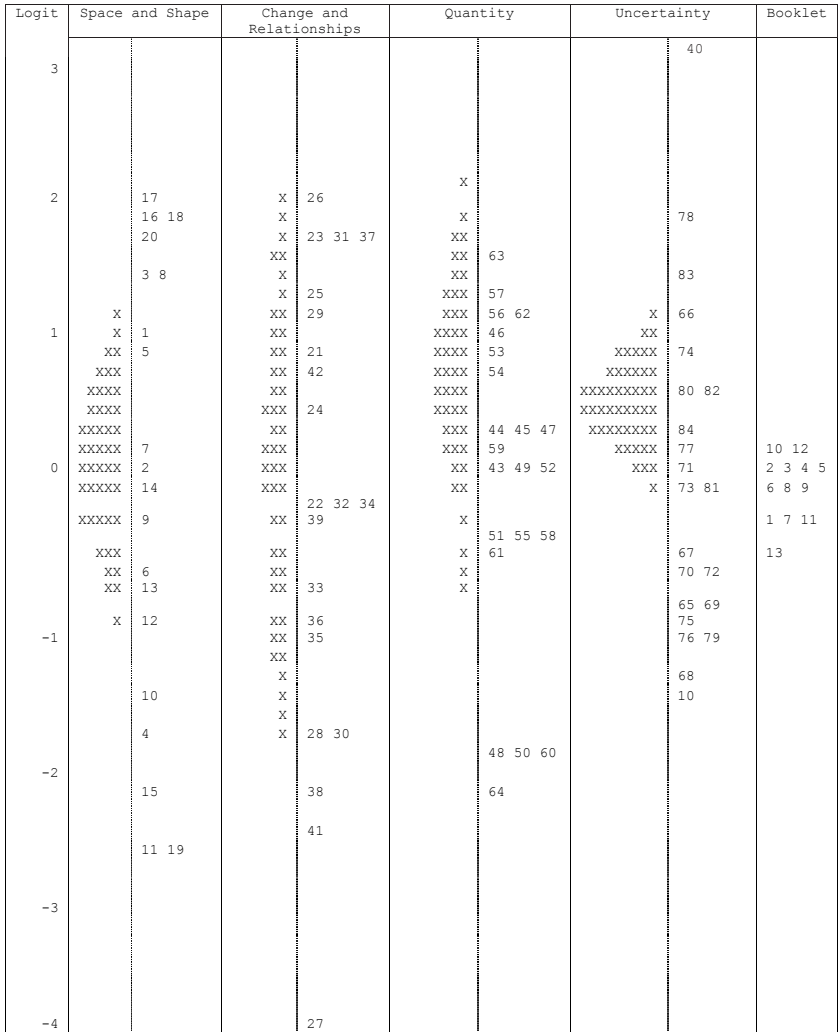 Logit Space and Shape Change and Relationships Quantity Uncertainty Booklet
40
3
X
2 17 X 26
16 18 X X 78
20 X 23 31 37 XX
XX XX 63
3 8 X XX 83
X 25 XXX 57
X XX 29 XXX 56 62 X 66
1 X 1 XX XXXX 46 XX
XX 5 XX 21 XXXX 53 XXXXX 74
XXX XX 42 XXXX 54 XXXXXX
XXXX XX XXXX XXXXXXXXX 80 82
XXXX XXX 24 XXXX XXXXXXXXX
XXXXX XX XXX 44 45 47 XXXXXXXX 84
XXXXX 7 XXX XXX 59 XXXXX 77 10 12
0 XXXXX 2 XXX XX 43 49 52 XXX 71 2 3 4 5
XXXXX 14 XXX XX X 73 81 6 8 9
22 32 34
XXXXX 9 XX 39 X 1 7 11
51 55 58
XXX XX X 61 67 13
XX 6 XX X 70 72
XX 13 XX 33 X
65 69
X 12 XX 36 75
-1 XX 35 76 79
XX
X 68
10 X 10
X
4 X 28 30
48 50 60
-2
15 38 64
41
11 19
-3
-4 27